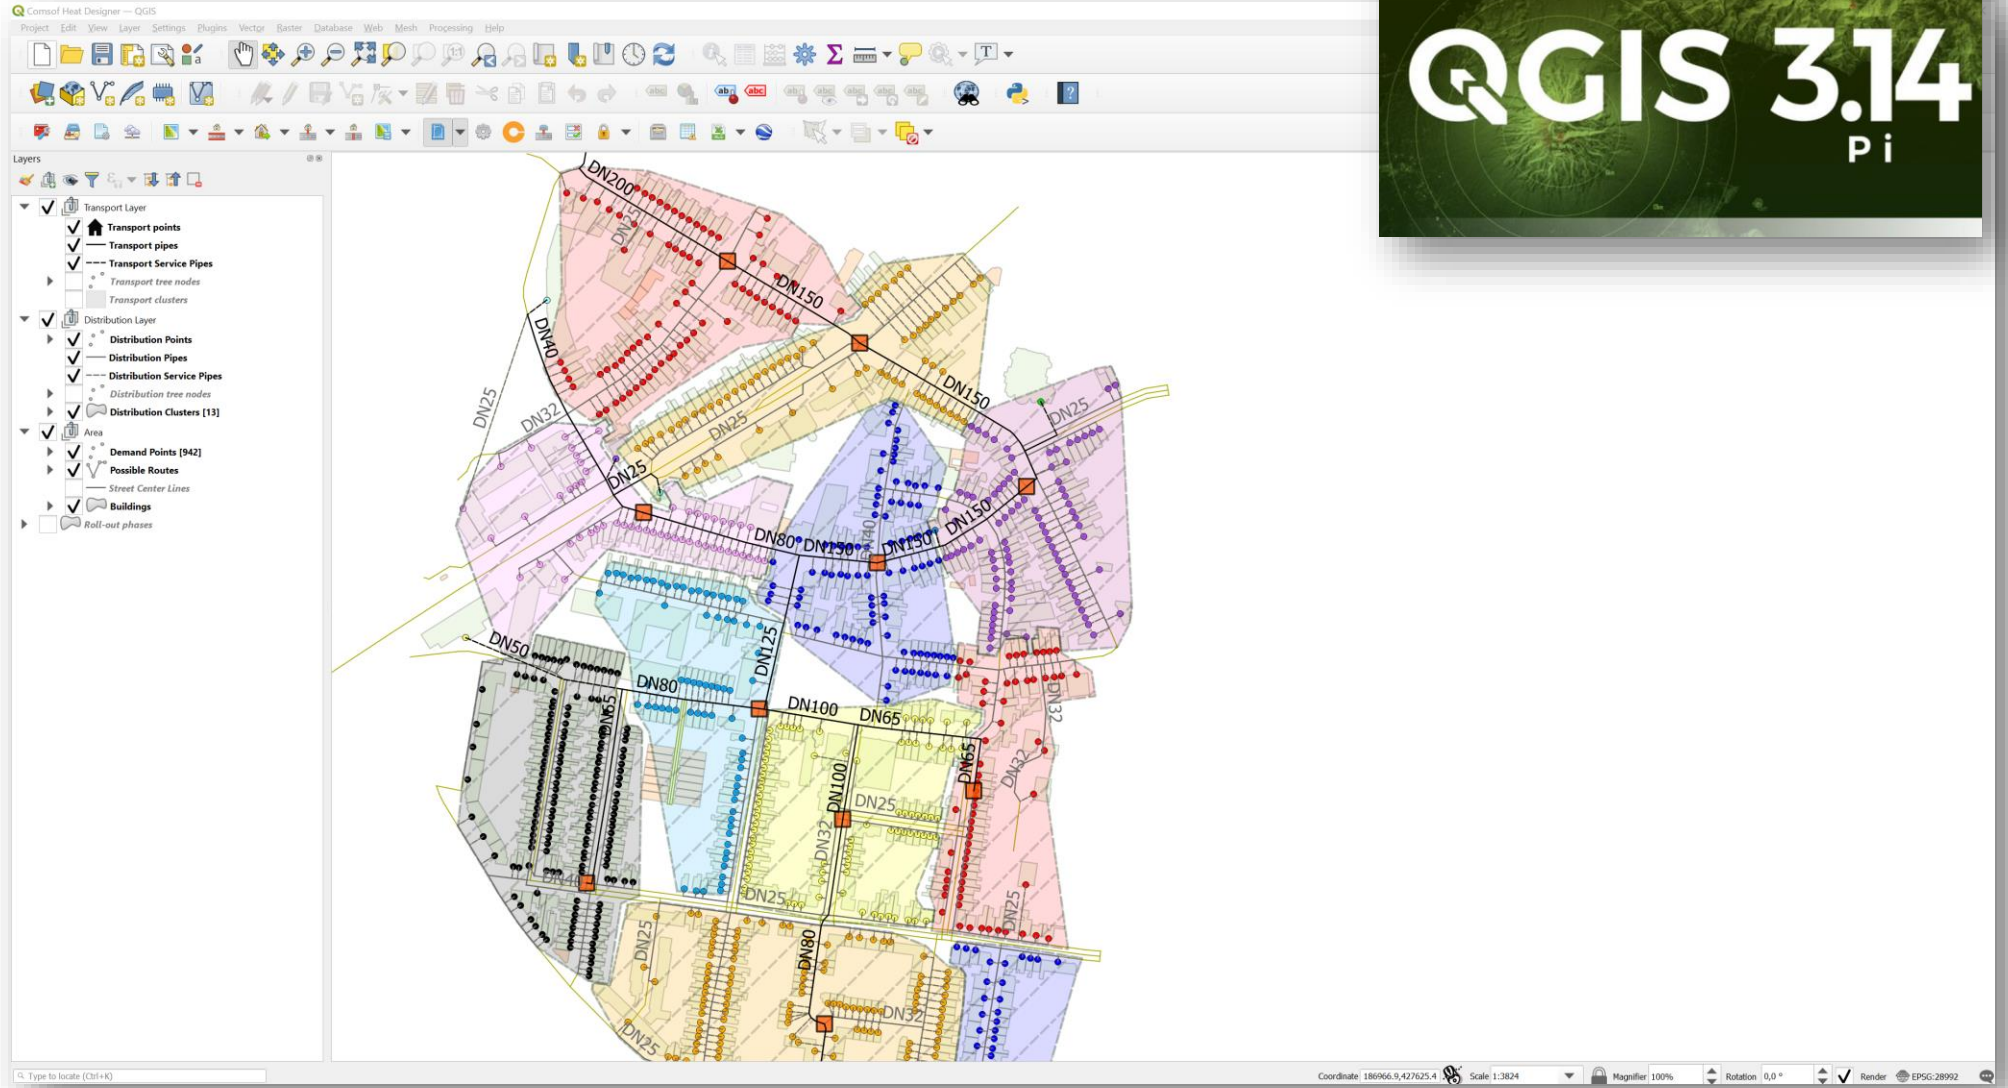 Comsof Heat Designer — QGIS
Project Edit View Layer Settings Plugins Vector Raster Database Web Mesh Processing Help
QGIS 3.14
Pi
Layers
Transport Layer
Transport points
Transport pipes
Transport Service Pipes
Transport tree nodes
Transport clusters
Distribution Layer
Distribution Points
Distribution Pipes
Distribution Service Pipes
Distribution tree nodes
Distribution Clusters [13]
Area
Demand Points [942]
Possible Routes
Street Center Lines
Buildings
Roll-out phases
DN200
DN25
DN150
DN40
DN25
DN32
DN25
DN150
DN25
DN25
DN40
DN150
DN80
DN150
DN150
DN50
DN125
DN80
DN65
DN100
DN65
DN32
DN65
DN32
DN100
DN25
DN32
DN40
DN25
DN25
DN25
DN80
DN32
DN25
Type to locate (Ctrl+K)
Coordinate 186966.9,427625.4 Scale 1:3824 Magnifier 100% Rotation 0,0 ° Render EPSG:28992